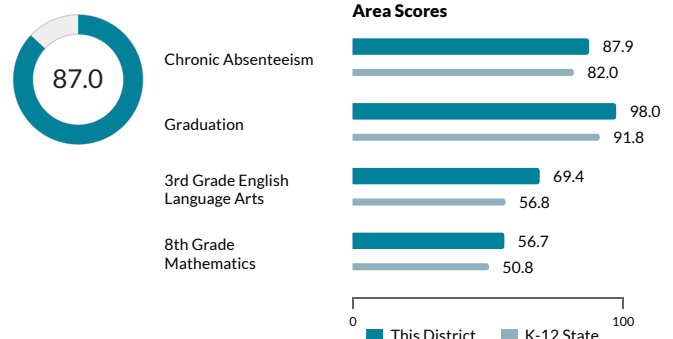 Area Scores
87.0
Chronic Absenteeism
87.9
82.0
Graduation
98.0
91.8
3rd Grade English
Language Arts
69.4
56.8
8th Grade
Mathematics
56.7
50.8
0
100
This District
K-12 State